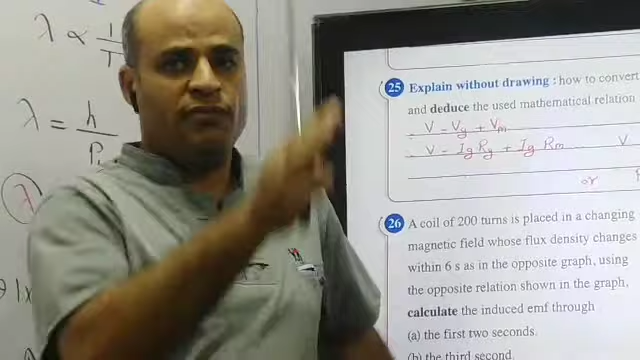 λ ∝ 1/T
λ = h/P
25 Explain without drawing : how to convert
and deduce the used mathematical relation
V = Vg + Vm
V = Ig Rg + Ig Rm V
or
26 A coil of 200 turns is placed in a changing
magnetic field whose flux density changes
within 6 s as in the opposite graph, using
the opposite relation shown in the graph,
calculate the induced emf through
(a) the first two seconds.
(b) the third second.